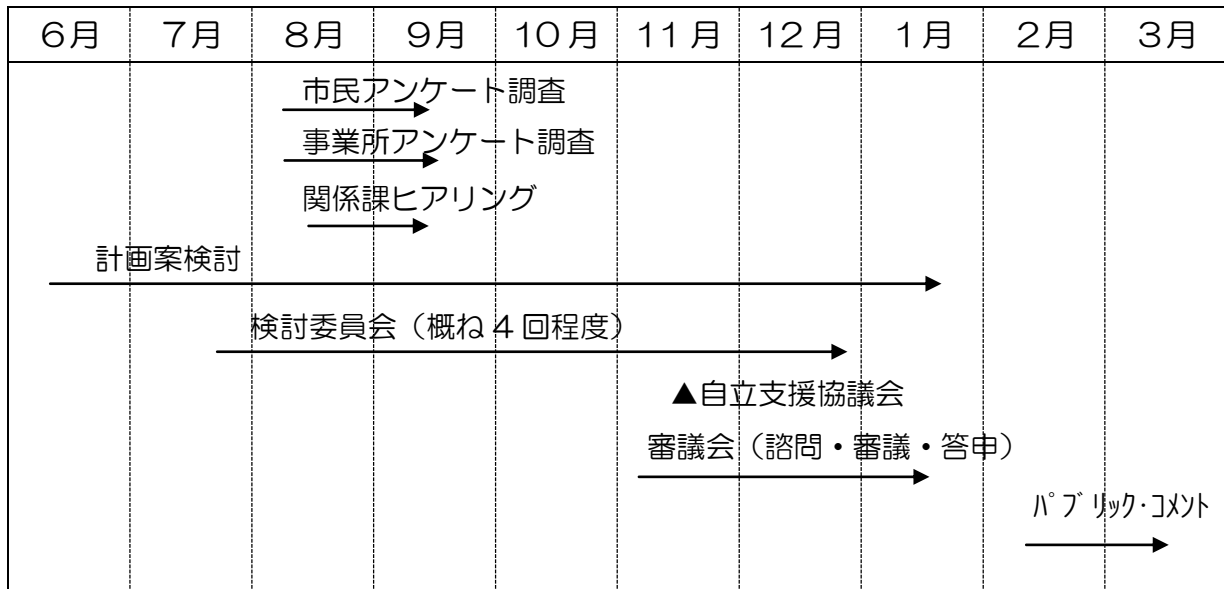 6月 7月 8月 9月 10月 11月 12月 1月 2月 3月
市民アンケート調査
事業所アンケート調査
関係課ヒアリング
計画案検討
検討委員会（概ね4回程度）
▲自立支援協議会
審議会（諮問・審議・答申）
ﾊﾟﾌﾞﾘｯｸ･ｺﾒﾝﾄ